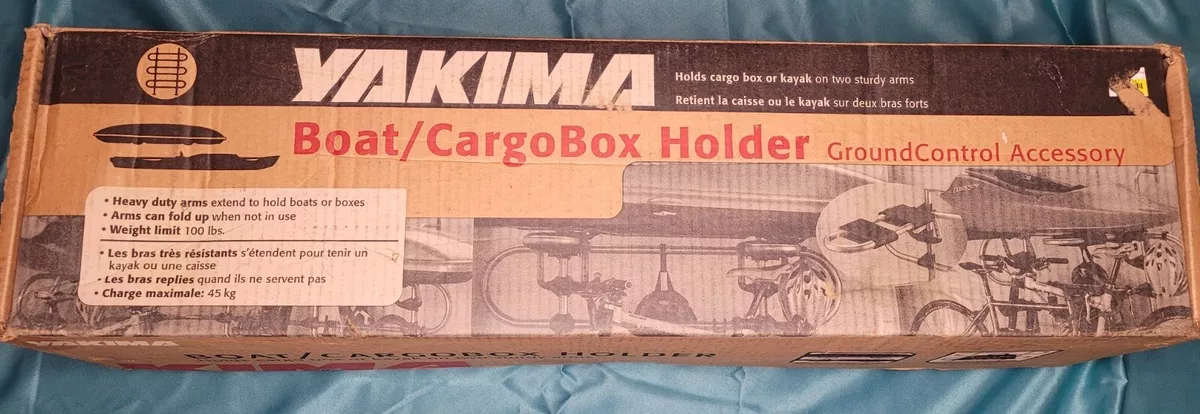 YAKIMA
Holds cargo box or kayak on two sturdy arms
Retient la caisse ou le kayak sur deux bras forts
Boat/CargoBox Holder GroundControl Accessory
• Heavy duty arms extend to hold boats or boxes
• Arms can fold up when not in use
• Weight limit 100 lbs.
• Les bras très résistants s'étendent pour tenir un
kayak ou une caisse
• Les bras replies quand ils ne servent pas
• Charge maximale: 45 kg
YAKIMA
BOAT/CARGOBOX HOLDER